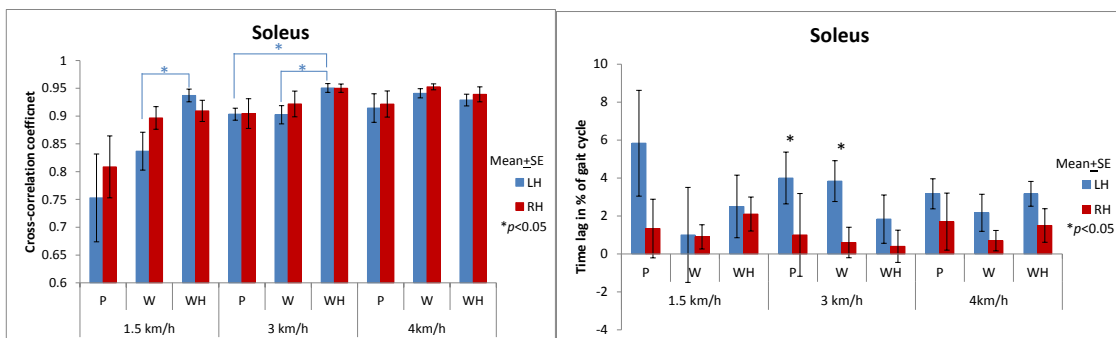 Soleus
Cross-correlation coefficnet
1
0.95
0.9
0.85
0.8
0.75
0.7
0.65
0.6
*
*
*
P W WH P W WH P W WH
1.5 km/h 3 km/h 4km/h
Mean±SE
LH
RH
*p<0.05
Soleus
Time lag in % of gait cycle
10
8
6
4
2
0
-2
-4
*
*
P W WH P W WH P W WH
1.5 km/h 3 km/h 4 km/h
Mean±SE
LH
RH
*p<0.05